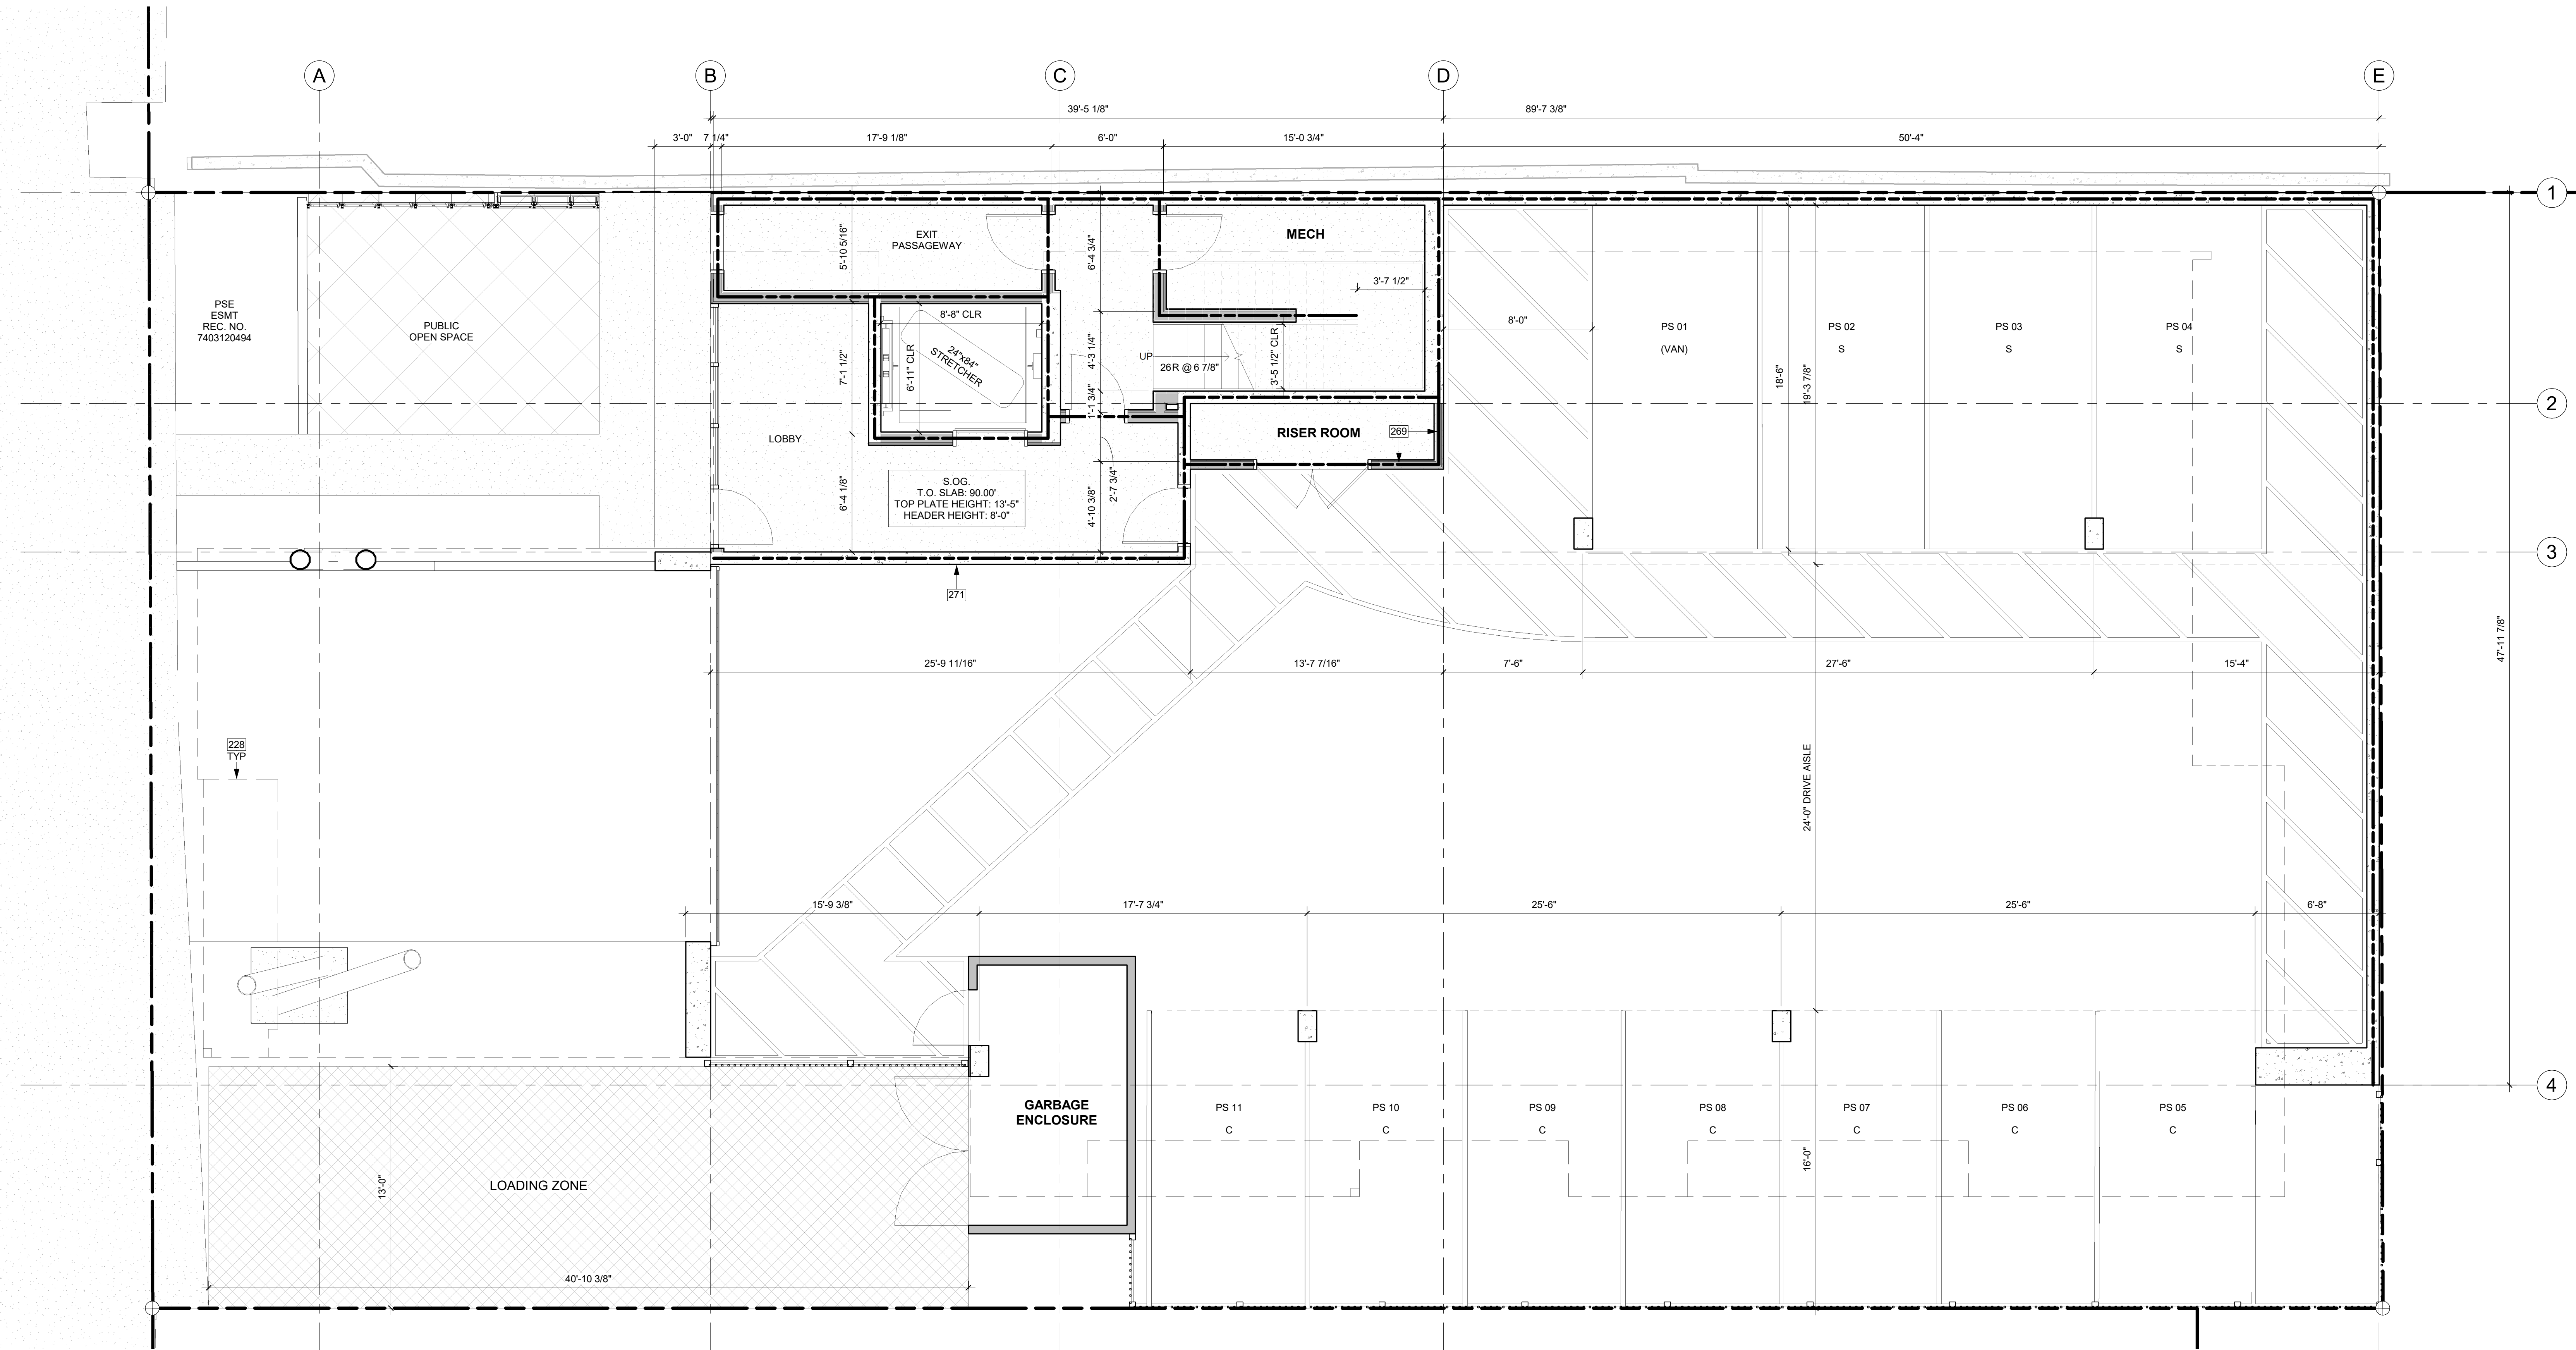 A
B
C
D
E
39'-5 1/8"
89'-7 3/8"
3'-0"
7 1/4"
17'-9 1/8"
6'-0"
15'-0 3/4"
50'-4"
1
EXIT
PASSAGEWAY
5'-10 5/16"
6'-4 3/4"
MECH
3'-7 1/2"
PSE
ESMT
REC. NO.
7403120494
PUBLIC
OPEN SPACE
8'-8" CLR
6'-11" CLR
24"x84"
STRETCHER
7'-1 1/2"
4'-3 1/4"
UP
26R @ 6 7/8"
3'-5 1/2" CLR
8'-0"
PS 01
(VAN)
PS 02
S
PS 03
S
PS 04
S
18'-6"
19'-3 7/8"
1'-1 3/4"
2
LOBBY
RISER ROOM
269
S.OG.
T.O. SLAB: 90.00'
TOP PLATE HEIGHT: 13'-5"
HEADER HEIGHT: 8'-0"
6'-4 1/8"
4'-10 3/8"
2'-7 3/4"
3
271
25'-9 11/16"
13'-7 7/16"
7'-6"
27'-6"
15'-4"
47'-11 7/8"
228
TYP
24'-0" DRIVE AISLE
15'-9 3/8"
17'-7 3/4"
25'-6"
25'-6"
6'-8"
4
GARBAGE
ENCLOSURE
PS 11
C
PS 10
C
PS 09
C
PS 08
C
PS 07
C
PS 06
C
PS 05
C
16'-0"
13'-0"
LOADING ZONE
40'-10 3/8"